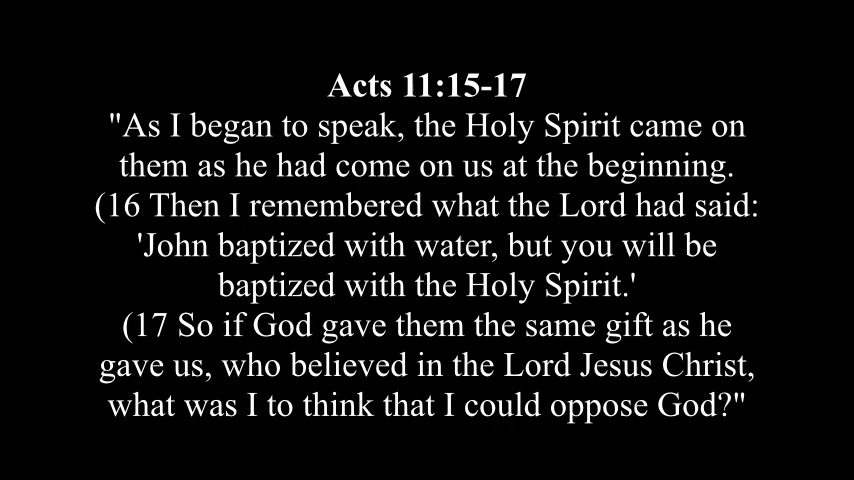 Acts 11:15-17
"As I began to speak, the Holy Spirit came on
them as he had come on us at the beginning.
(16 Then I remembered what the Lord had said:
'John baptized with water, but you will be
baptized with the Holy Spirit.'
(17 So if God gave them the same gift as he
gave us, who believed in the Lord Jesus Christ,
what was I to think that I could oppose God?"